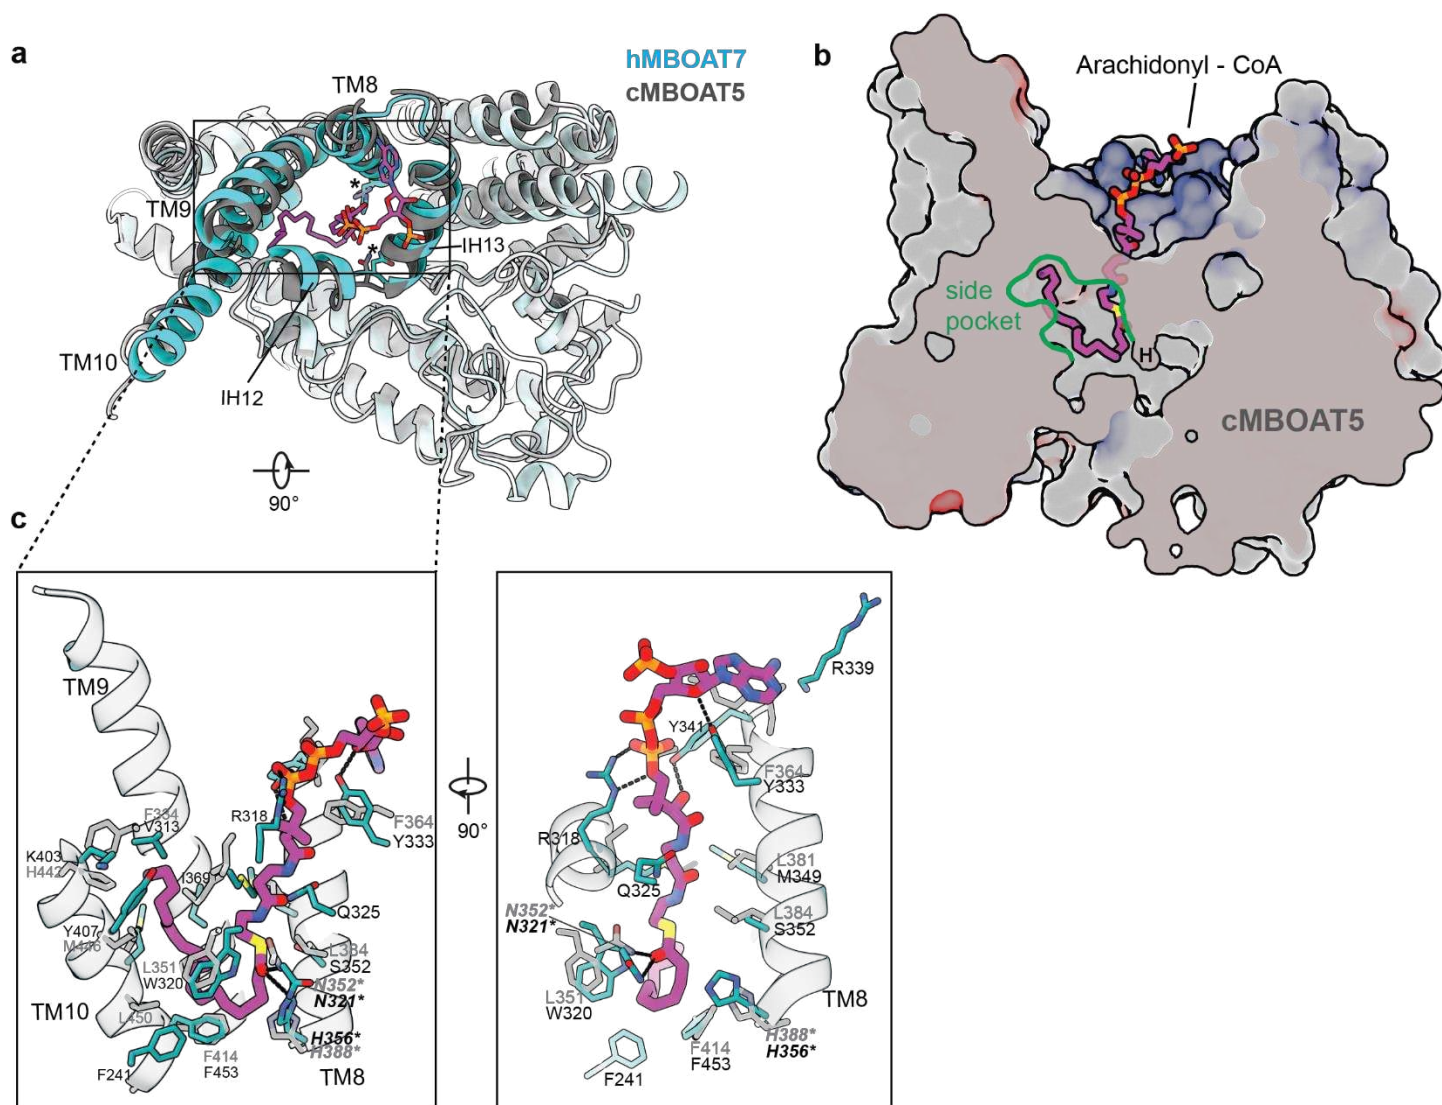 a
hMBOAT7
cMBOAT5
TM8
TM9
*
*
IH13
TM10
IH12
90°
b
Arachidonyl - CoA
side
pocket
H
cMBOAT5
c
TM9
F334
V313
R318
F364
Y333
K403
H442
I369
Q325
Y407
M446
L384
S352
L351
W320
N352*
N321*
TM10
L450
H356*
H388*
F414
F453
F241
TM8
90°
R339
Y341
F364
Y333
R318
L381
M349
Q325
N352*
N321*
L384
S352
L351
W320
TM8
H388*
H356*
F414
F453
F241